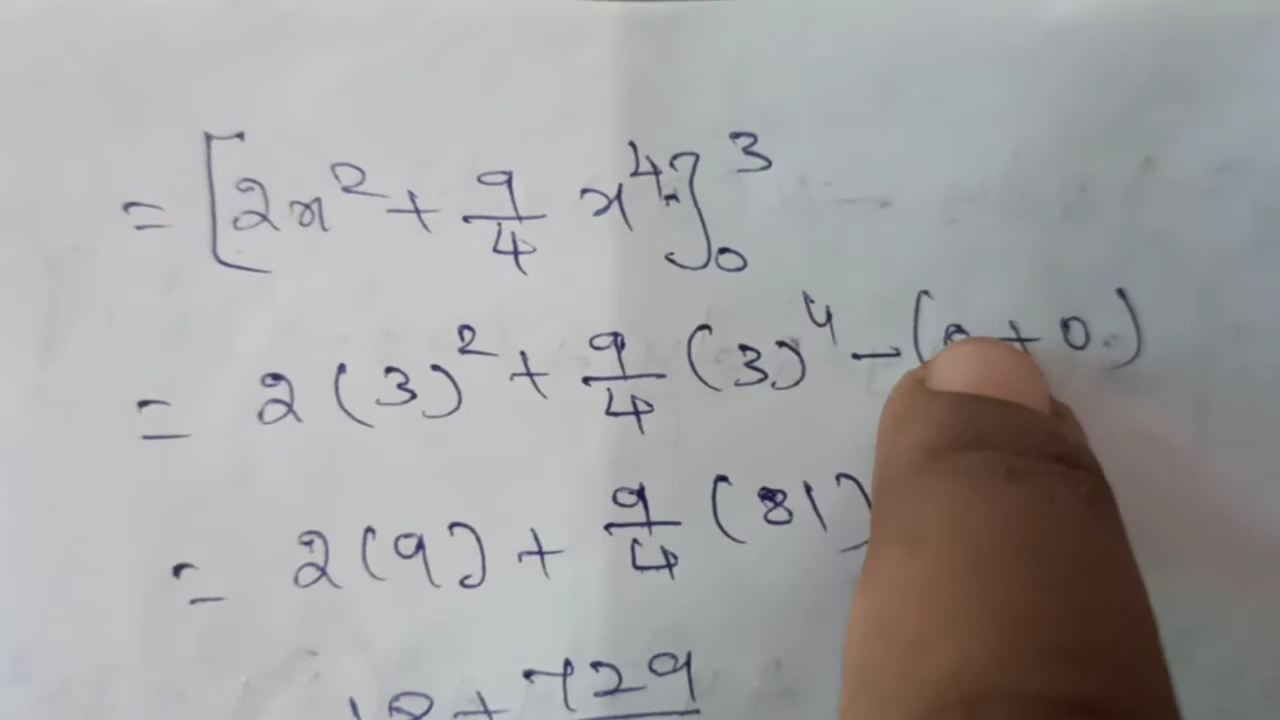 = [2x² + 9/4 x⁴]₀³
= 2(3)² + 9/4 (3)⁴ - (0 + 0)
= 2(9) + 9/4 (81)
18 + 729